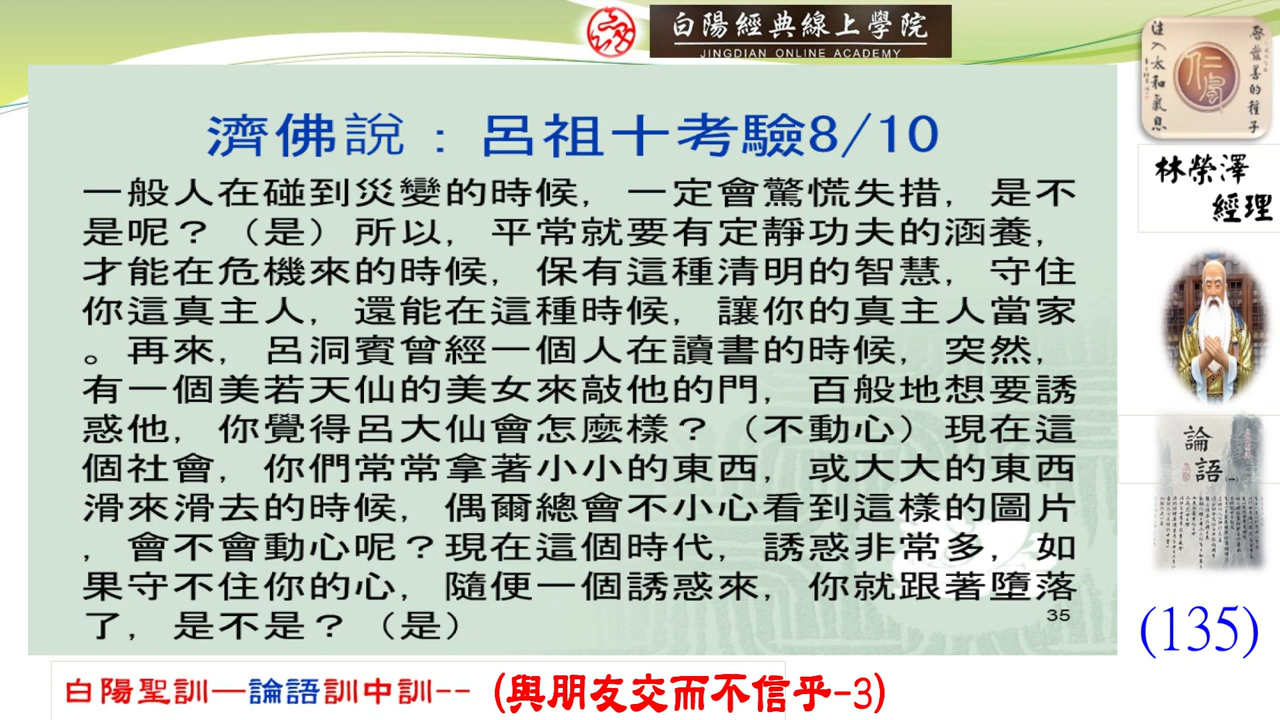 白陽經典線上學院
JINGDIAN ONLINE ACADEMY
啓發善的種子
注入太和氣息
林榮澤
經理
濟佛說：呂祖十考驗8/10
一般人在碰到災變的時候，一定會驚慌失措，是不
是呢？（是）所以，平常就要有定靜功夫的涵養，
才能在危機來的時候，保有這種清明的智慧，守住
你這真主人，還能在這種時候，讓你的真主人當家
。再來，呂洞賓曾經一個人在讀書的時候，突然，
有一個美若天仙的美女來敲他的門，百般地想要誘
惑他，你覺得呂大仙會怎麼樣？（不動心）現在這
個社會，你們常常拿著小小的東西，或大大的東西
滑來滑去的時候，偶爾總會不小心看到這樣的圖片
，會不會動心呢？現在這個時代，誘惑非常多，如
果守不住你的心，隨便一個誘惑來，你就跟著墮落
了，是不是？（是）
35
論語(一)
(135)
白陽聖訓—論語訓中訓--
(與朋友交而不信乎-3)